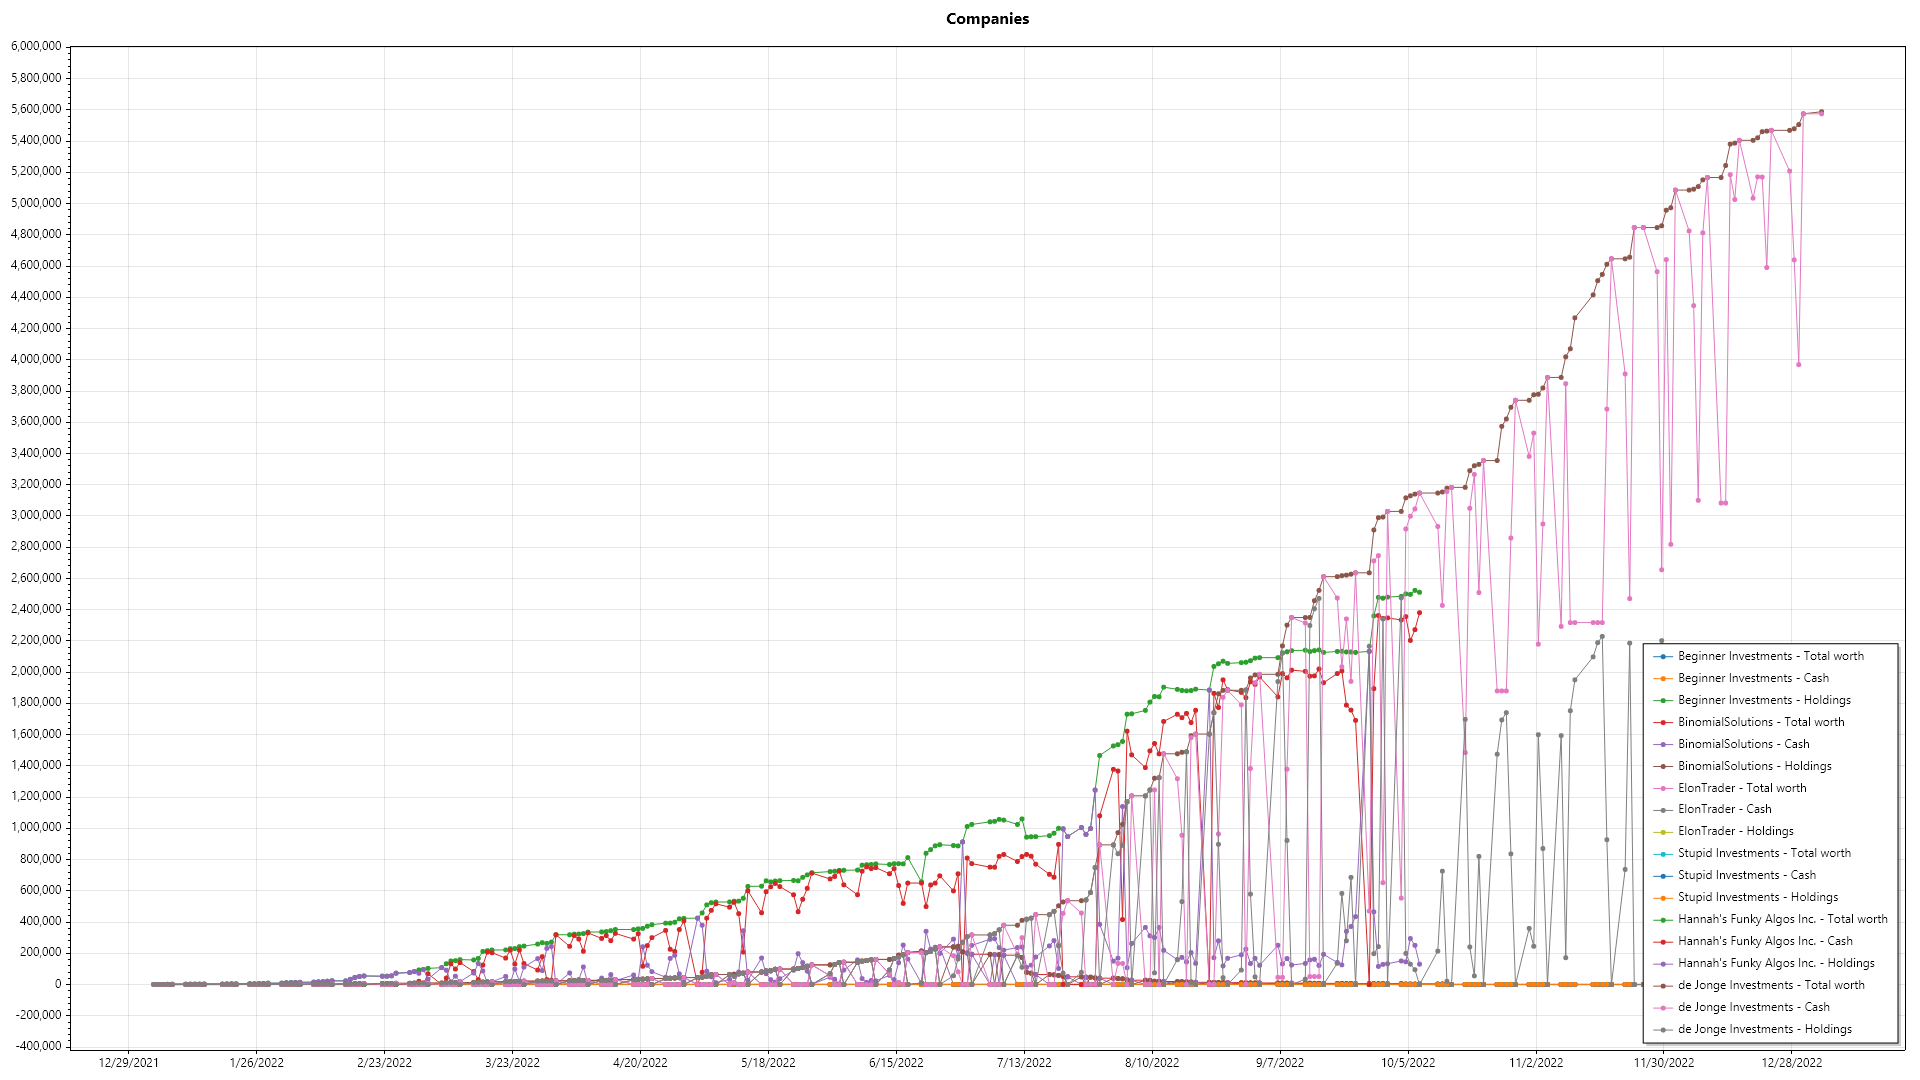 Companies
6,000,000
5,800,000
5,600,000
5,400,000
5,200,000
5,000,000
4,800,000
4,600,000
4,400,000
4,200,000
4,000,000
3,800,000
3,600,000
3,400,000
3,200,000
3,000,000
2,800,000
2,600,000
2,400,000
2,200,000
2,000,000
1,800,000
1,600,000
1,400,000
1,200,000
1,000,000
800,000
600,000
400,000
200,000
0
-200,000
-400,000
12/29/2021 1/26/2022 2/23/2022 3/23/2022 4/20/2022 5/18/2022 6/15/2022 7/13/2022 8/10/2022 9/7/2022 10/5/2022 11/2/2022 11/30/2022 12/28/2022
Beginner Investments - Total worth
Beginner Investments - Cash
Beginner Investments - Holdings
BinomialSolutions - Total worth
BinomialSolutions - Cash
BinomialSolutions - Holdings
ElonTrader - Total worth
ElonTrader - Cash
ElonTrader - Holdings
Stupid Investments - Total worth
Stupid Investments - Cash
Stupid Investments - Holdings
Hannah's Funky Algos Inc. - Total worth
Hannah's Funky Algos Inc. - Cash
Hannah's Funky Algos Inc. - Holdings
de Jonge Investments - Total worth
de Jonge Investments - Cash
de Jonge Investments - Holdings